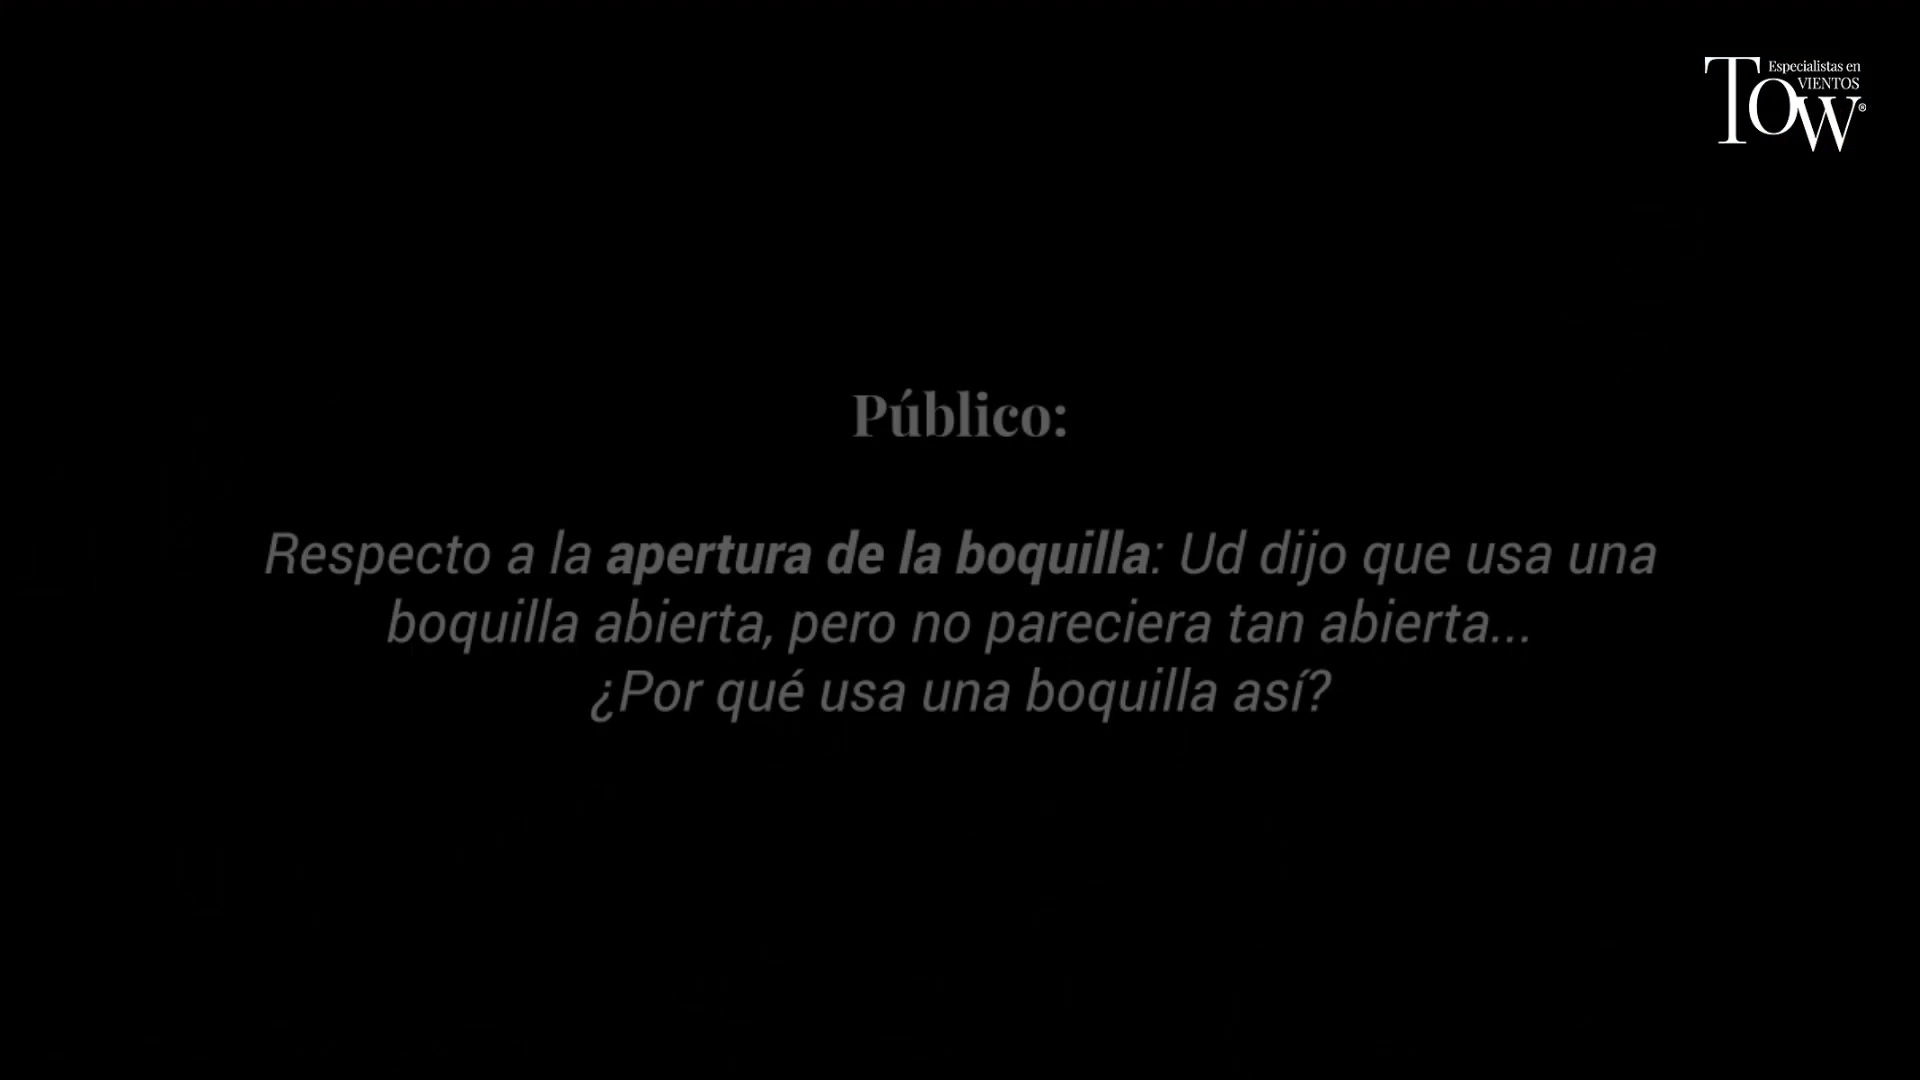 Especialistas en
VIENTOS
TOW®
Público:
Respecto a la apertura de la boquilla: Ud dijo que usa una
boquilla abierta, pero no pareciera tan abierta...
¿Por qué usa una boquilla así?